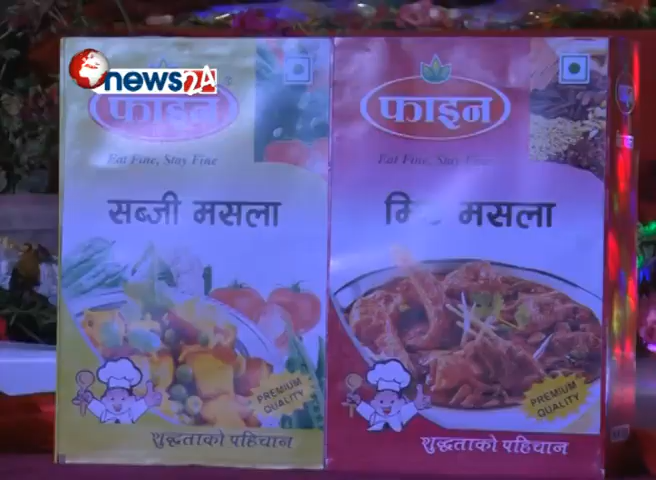 news24
फाइन
Eat Fine, Stay Fine
सब्जी मसला
PREMIUM
QUALITY
शुद्धताको पहिचान
फाइन
Eat Fine, Stay Fine
मसला
PREMIUM
QUALITY
शुद्धताको पहिचान